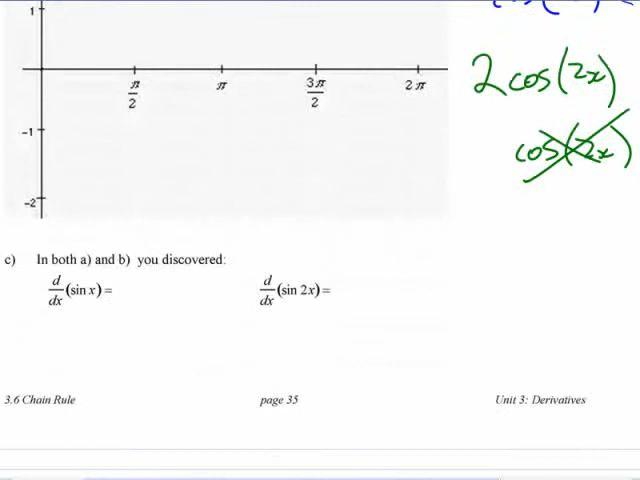 1
π/2 π 3π/2 2π
-1
-2
2cos(2x)
cos(2x)
c) In both a) and b) you discovered:
d/dx (sin x) = d/dx (sin 2x) =
3.6 Chain Rule page 35 Unit 3: Derivatives